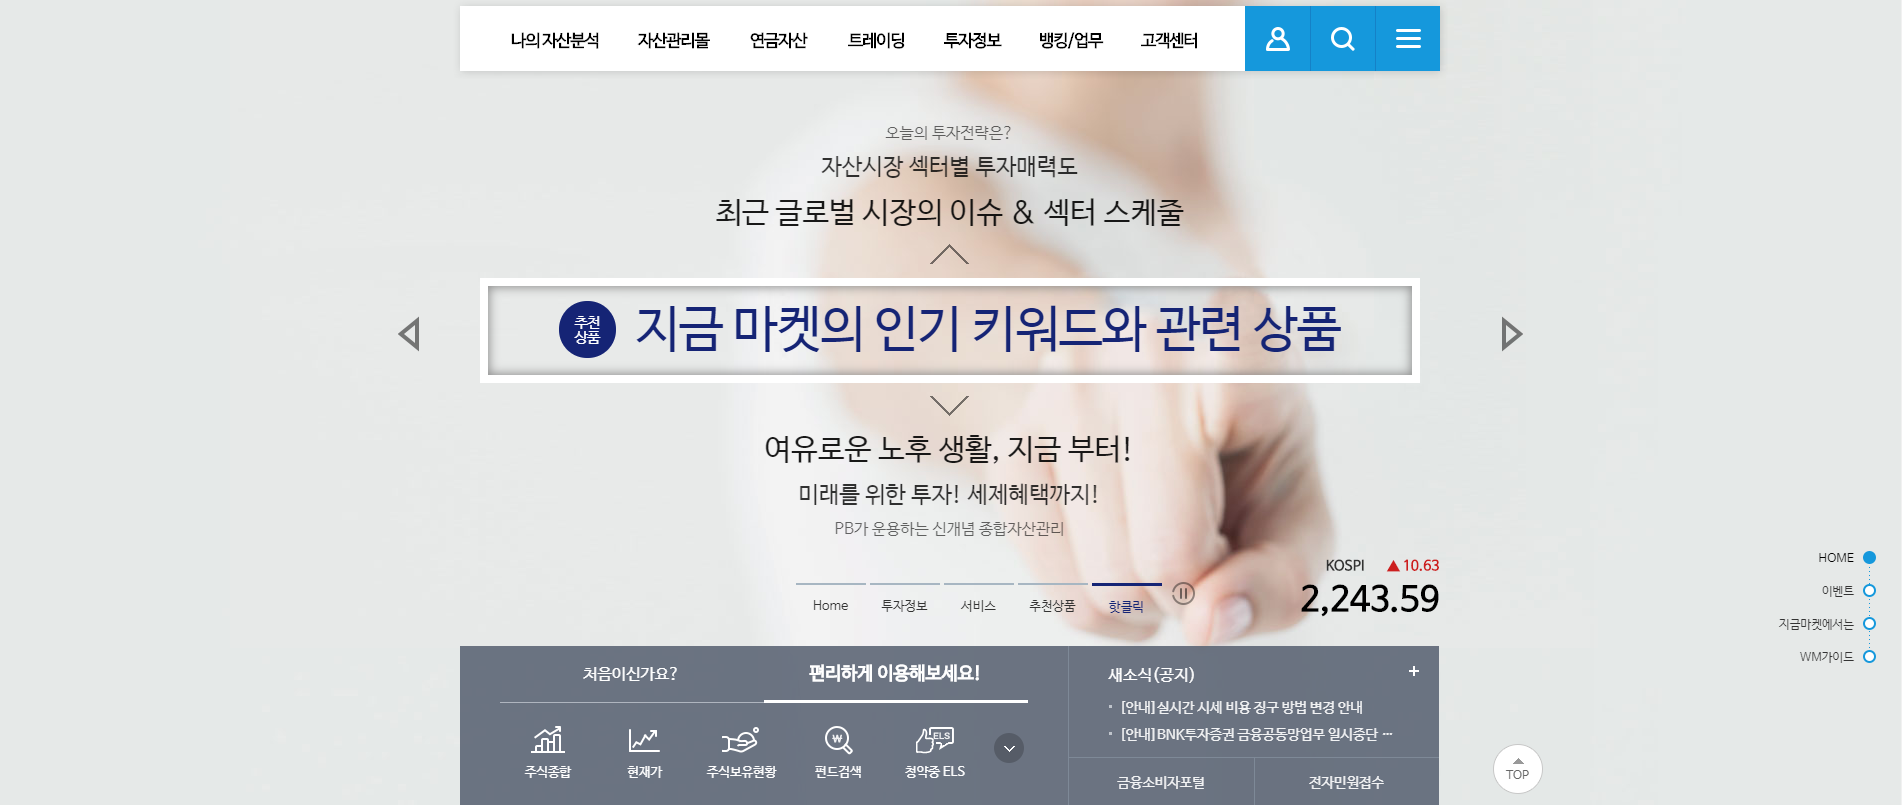 나의 자산분석 자산관리몰 연금자산 트레이딩 투자정보 뱅킹/업무 고객센터
오늘의 투자전략은?
자산시장 섹터별 투자매력도
최근 글로벌 시장의 이슈 & 섹터 스케줄
추천
상품
지금 마켓의 인기 키워드와 관련 상품
여유로운 노후 생활, 지금 부터!
미래를 위한 투자! 세제혜택까지!
PB가 운용하는 신개념 종합자산관리
Home 투자정보 서비스 추천상품 핫클릭
KOSPI ▲ 10.63
2,243.59
HOME
이벤트
지금마켓에서는
WM가이드
처음이신가요? 편리하게 이용해보세요!
주식종합 현재가 주식보유현황 펀드검색 청약중 ELS
ELS
새소식(공지) +
[안내]실시간 시세 비용 징구 방법 변경 안내
[안내]BNK투자증권 금융공동망업무 일시중단 ···
금융소비자포털 전자민원접수
TOP